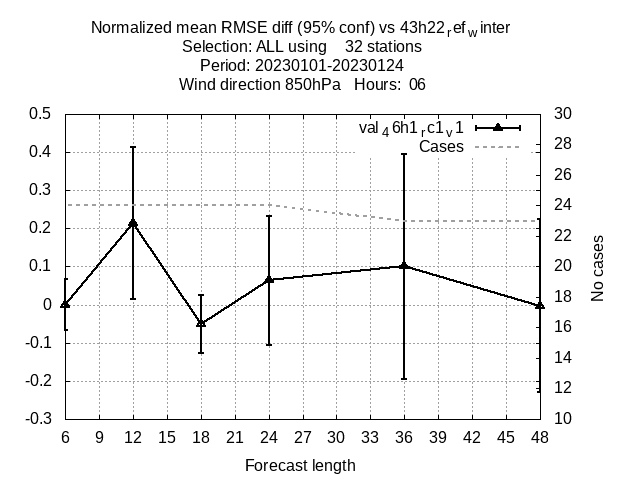 Normalized mean RMSE diff (95% conf) vs 43h22refwinter
Selection: ALL using 32 stations
Period: 20230101-20230124
Wind direction 850hPa Hours: 06
val46h1rc1v1
Cases
0.5
0.4
0.3
0.2
0.1
0
-0.1
-0.2
-0.3
30
28
26
24
22
20
18
16
14
12
10
No cases
6 9 12 15 18 21 24 27 30 33 36 39 42 45 48
Forecast length